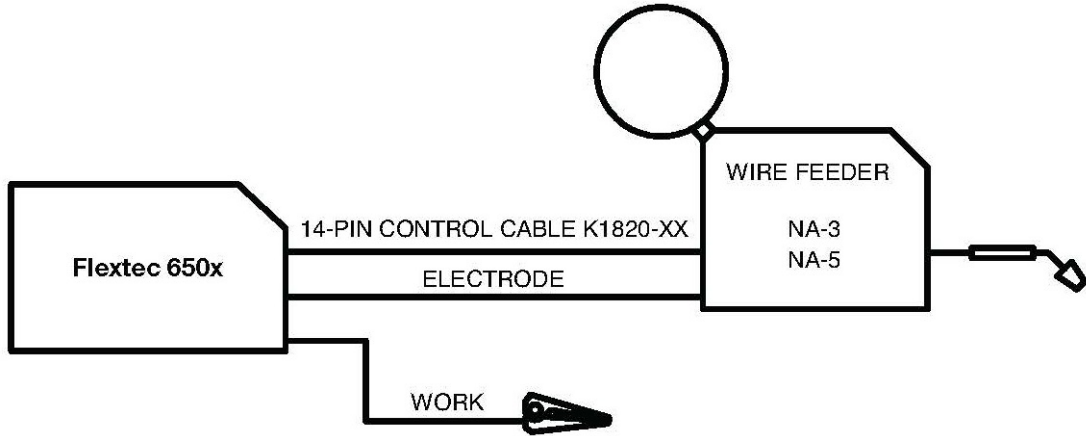 WIRE FEEDER
14-PIN CONTROL CABLE K1820-XX
NA-3
NA-5
Flextec 650x
ELECTRODE
WORK